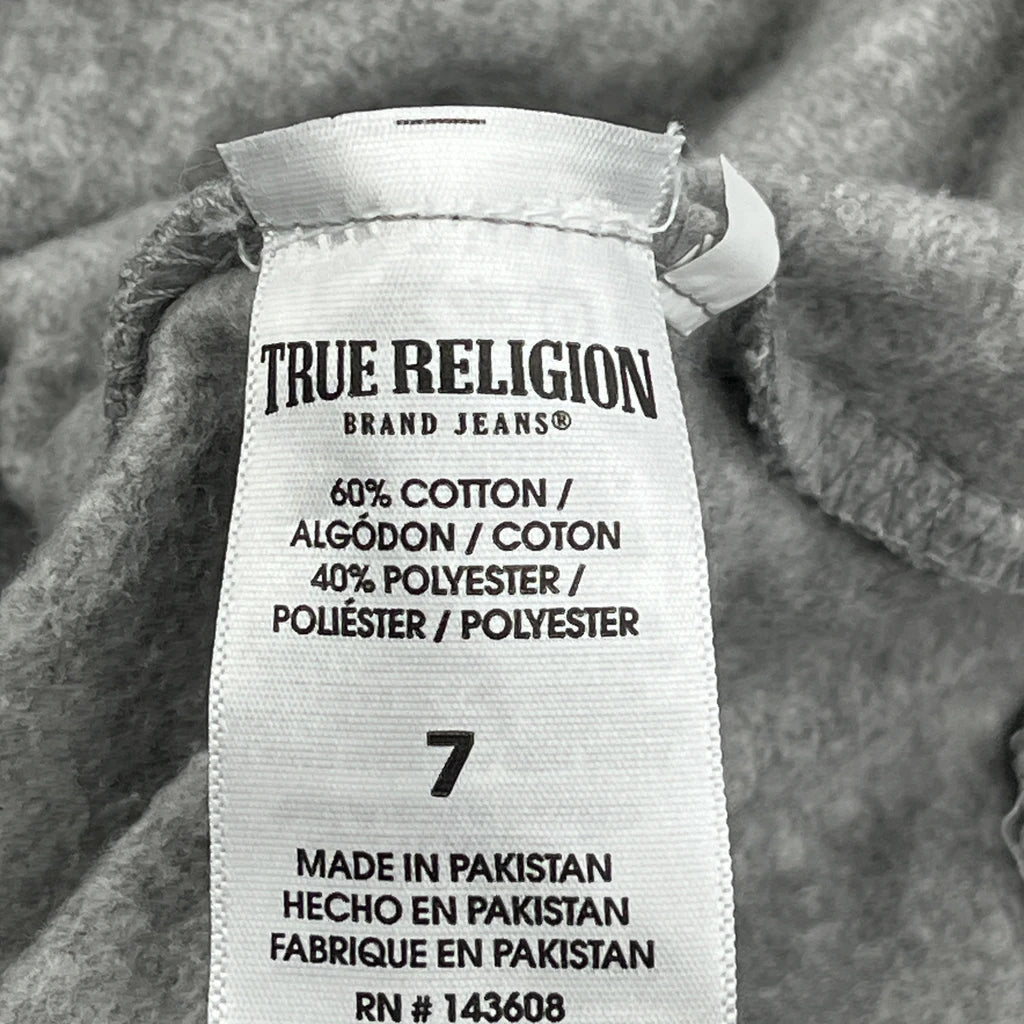 TRUE RELIGION
BRAND JEANS®
60% COTTON /
ALGÓDON / COTON
40% POLYESTER /
POLIÉSTER / POLYESTER
7
MADE IN PAKISTAN
HECHO EN PAKISTAN
FABRIQUE EN PAKISTAN
RN # 143608